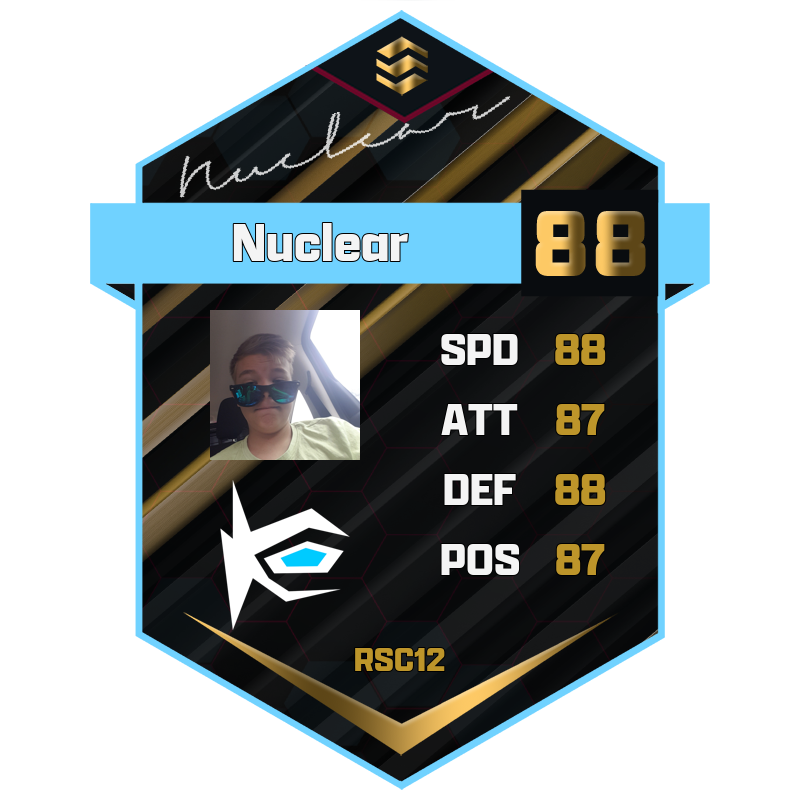 Nuclear
Nuclear 88
SPD 88
ATT 87
DEF 88
POS 87
RSC12